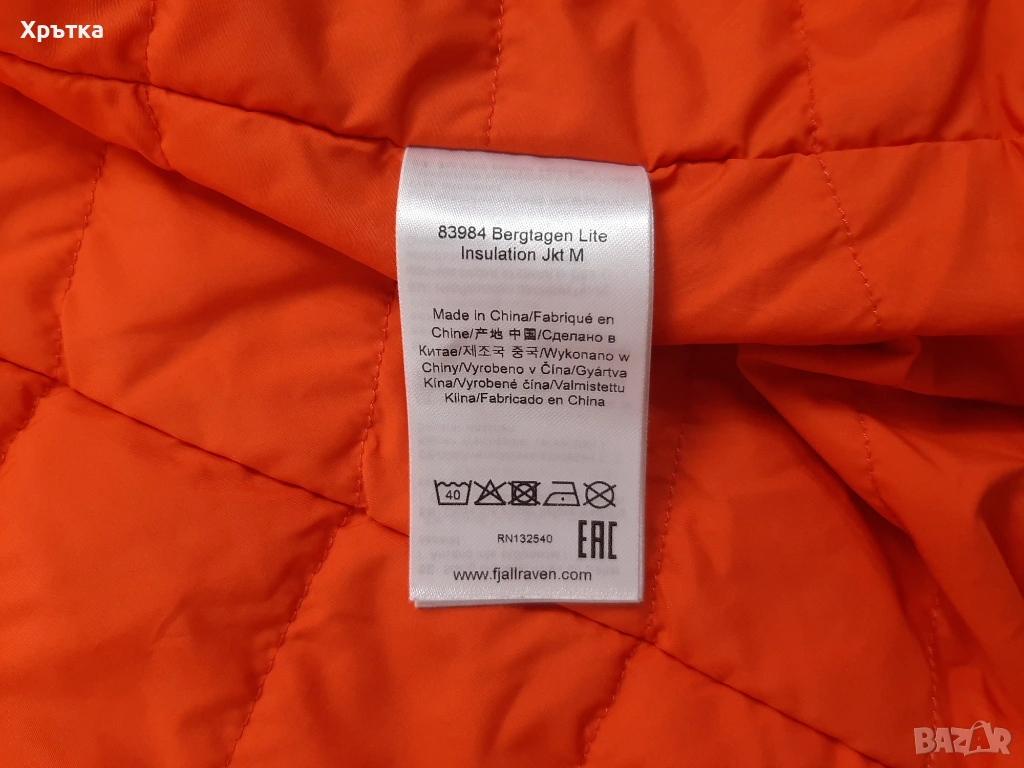 Хрътка
83984 Bergtagen Lite
Insulation Jkt M
Made in China/Fabriqué en
Chine/产地 中国/Сделано в
Китае/제조국 중국/Wykonano w
Chiny/Vyrobeno v Čína/Gyártva
Kína/Vyrobené čína/Valmistettu
Kiina/Fabricado en China
40
RN132540 EAC
www.fjallraven.com
BAZAR